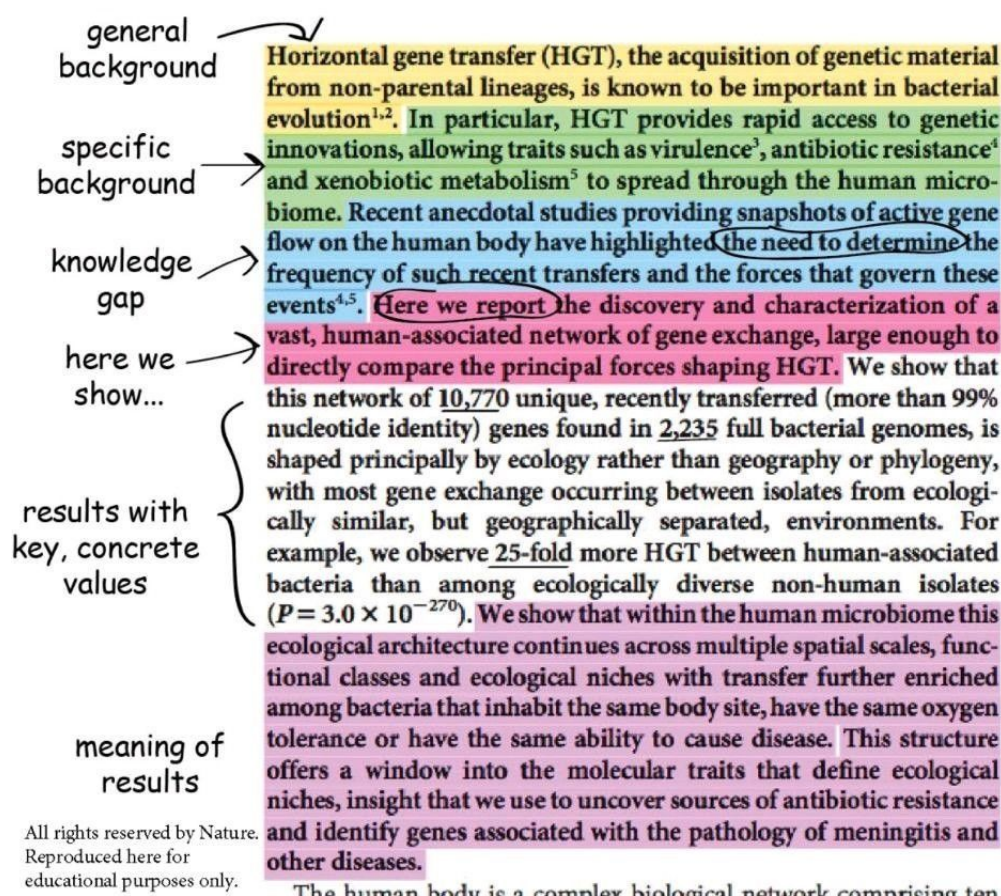 general
background
Horizontal gene transfer (HGT), the acquisition of genetic material
from non-parental lineages, is known to be important in bacterial
evolution¹,². In particular, HGT provides rapid access to genetic
specific
background
innovations, allowing traits such as virulence³, antibiotic resistance⁴
and xenobiotic metabolism⁵ to spread through the human micro-
biome. Recent anecdotal studies providing snapshots of active gene
flow on the human body have highlighted the need to determine the
knowledge
gap
frequency of such recent transfers and the forces that govern these
events⁴,⁵. Here we report the discovery and characterization of a
here we
show...
vast, human-associated network of gene exchange, large enough to
directly compare the principal forces shaping HGT. We show that
this network of 10,770 unique, recently transferred (more than 99%
nucleotide identity) genes found in 2,235 full bacterial genomes, is
shaped principally by ecology rather than geography or phylogeny,
with most gene exchange occurring between isolates from ecologi-
results with
key, concrete
values
cally similar, but geographically separated, environments. For
example, we observe 25-fold more HGT between human-associated
bacteria than among ecologically diverse non-human isolates
(P = 3.0 × 10⁻²⁷⁰). We show that within the human microbiome this
ecological architecture continues across multiple spatial scales, func-
tional classes and ecological niches with transfer further enriched
among bacteria that inhabit the same body site, have the same oxygen
meaning of
results
tolerance or have the same ability to cause disease. This structure
offers a window into the molecular traits that define ecological
niches, insight that we use to uncover sources of antibiotic resistance
and identify genes associated with the pathology of meningitis and
other diseases.
All rights reserved by Nature.
Reproduced here for
educational purposes only.
The human body is a complex biological network comprising ten